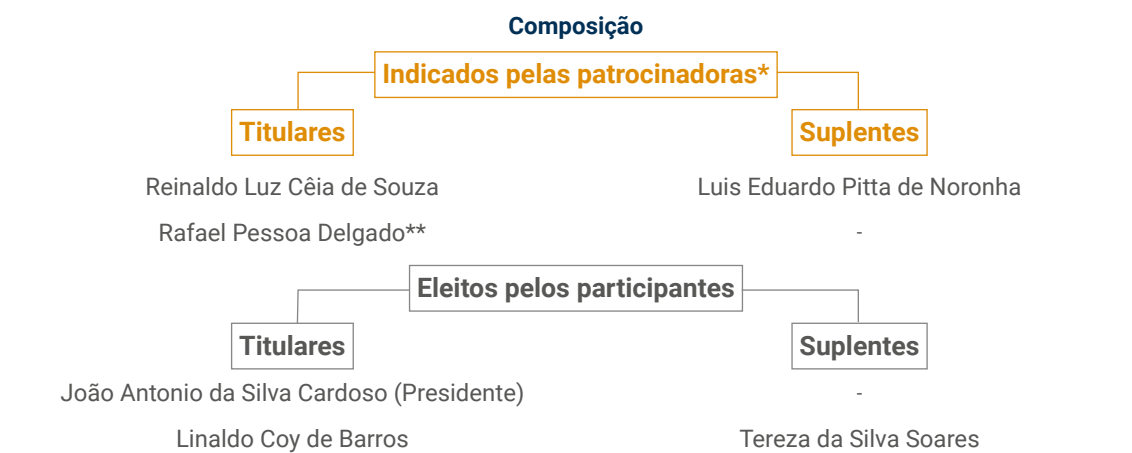 Composição
Indicados pelas patrocinadoras*
Titulares Suplentes
Reinaldo Luz Cêia de Souza Luis Eduardo Pitta de Noronha
Rafael Pessoa Delgado** -
Eleitos pelos participantes
Titulares Suplentes
João Antonio da Silva Cardoso (Presidente) -
Linaldo Coy de Barros Tereza da Silva Soares